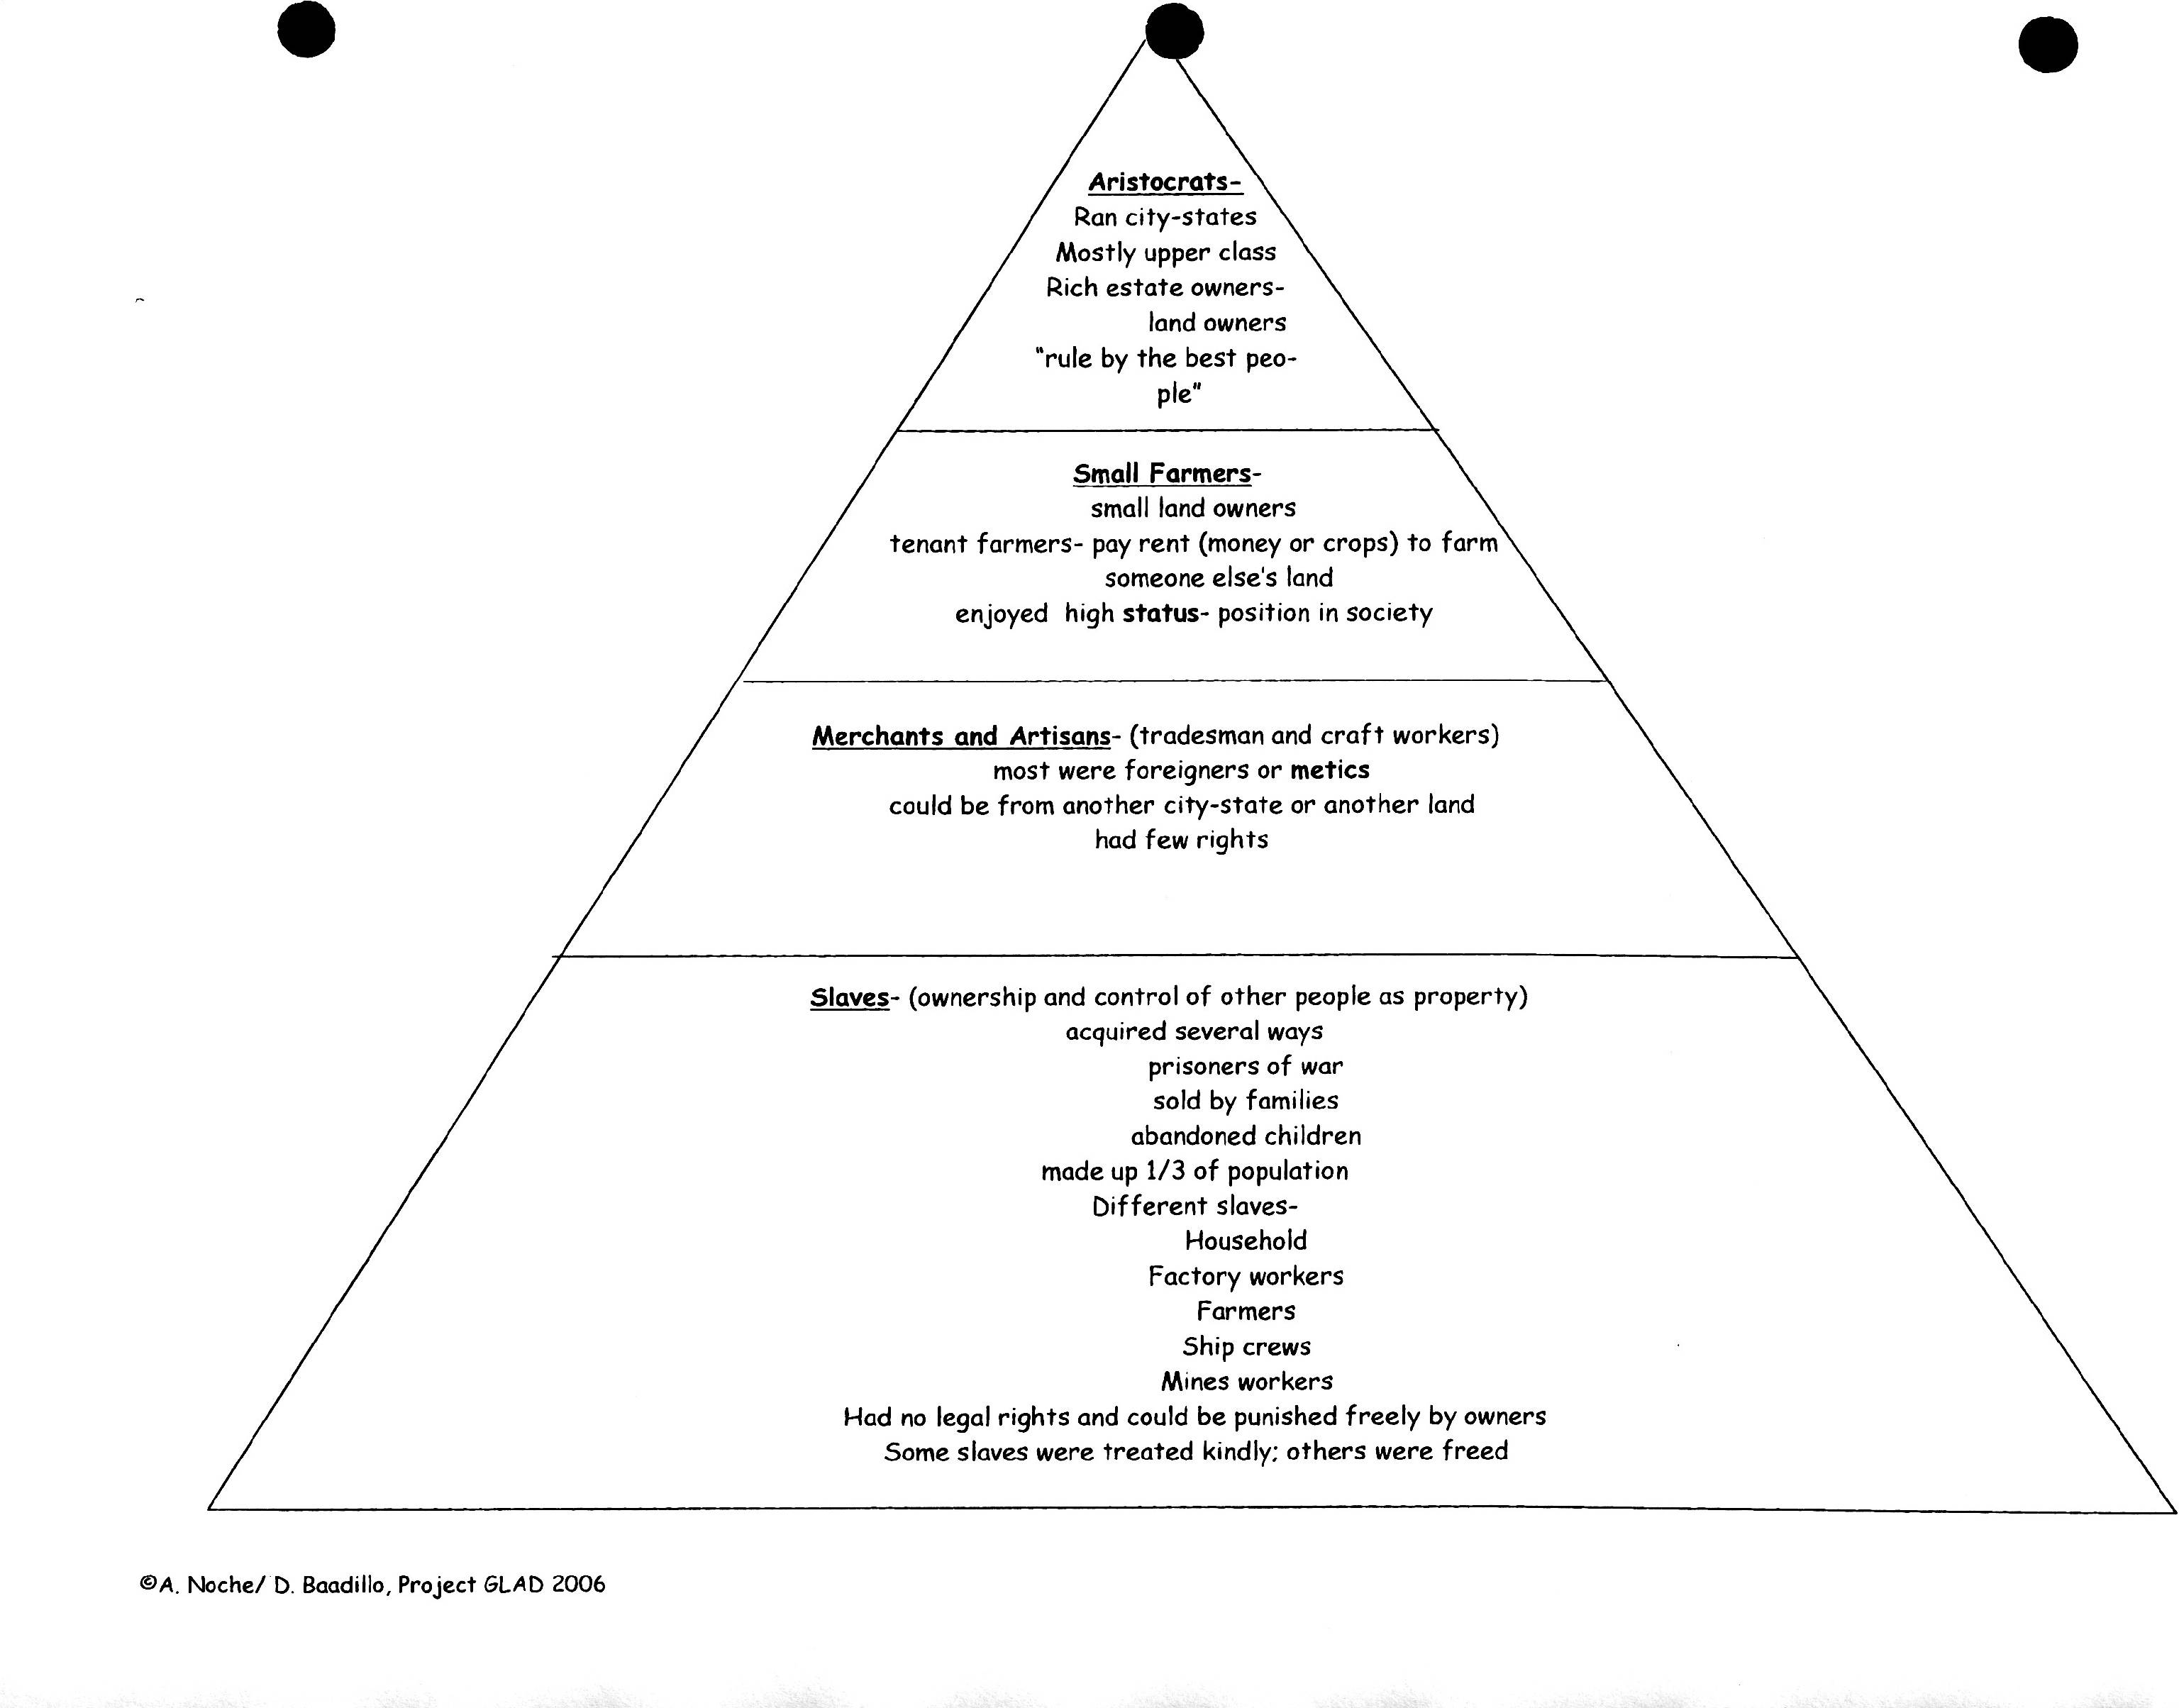 Aristocrats-
Ran city-states
Mostly upper class
Rich estate owners-
land owners
"rule by the best peo-
ple"
Small Farmers-
small land owners
tenant farmers- pay rent (money or crops) to farm
someone else's land
enjoyed high status- position in society
Merchants and Artisans- (tradesman and craft workers)
most were foreigners or metics
could be from another city-state or another land
had few rights
Slaves- (ownership and control of other people as property)
acquired several ways
prisoners of war
sold by families
abandoned children
made up 1/3 of population
Different slaves-
Household
Factory workers
Farmers
Ship crews
Mines workers
Had no legal rights and could be punished freely by owners
Some slaves were treated kindly; others were freed
©A. Noche/ D. Baadillo, Project GLAD 2006